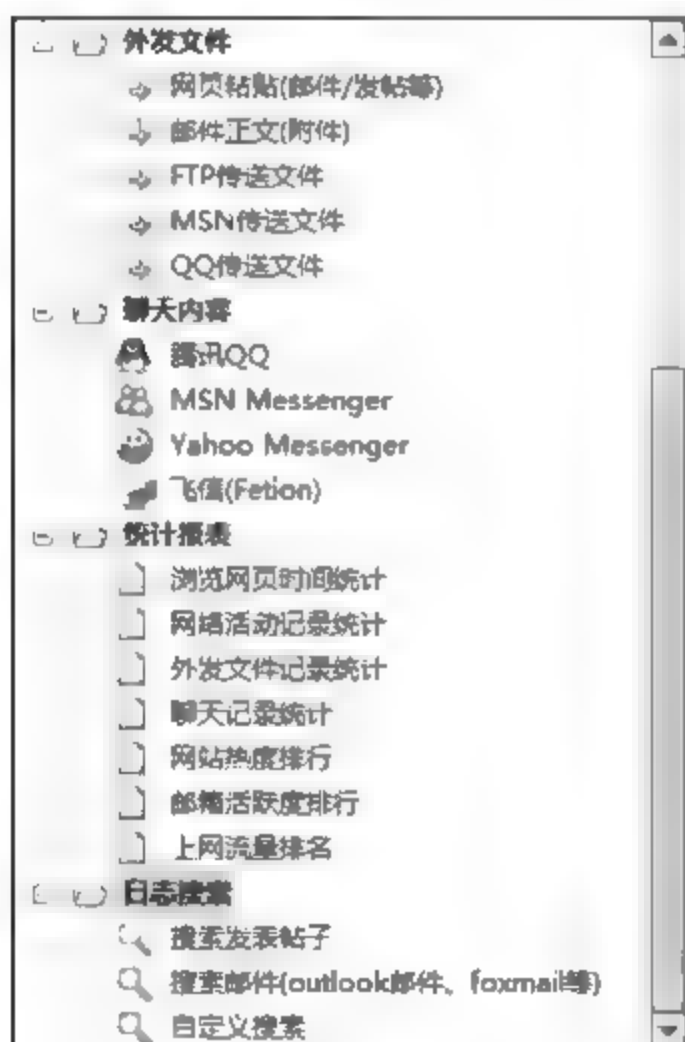 外发文件
网页粘贴(邮件/发帖等)
邮件正文(附件)
FTP传送文件
MSN传送文件
QQ传送文件
聊天内容
腾讯QQ
MSN Messenger
Yahoo Messenger
飞信(Fetion)
统计报表
浏览网页时间统计
网络活动记录统计
外发文件记录统计
聊天记录统计
网站热度排行
邮箱活跃度排行
上网流量排名
日志搜索
搜索发表帖子
搜索邮件(outlook邮件、foxmail等)
自定义搜索